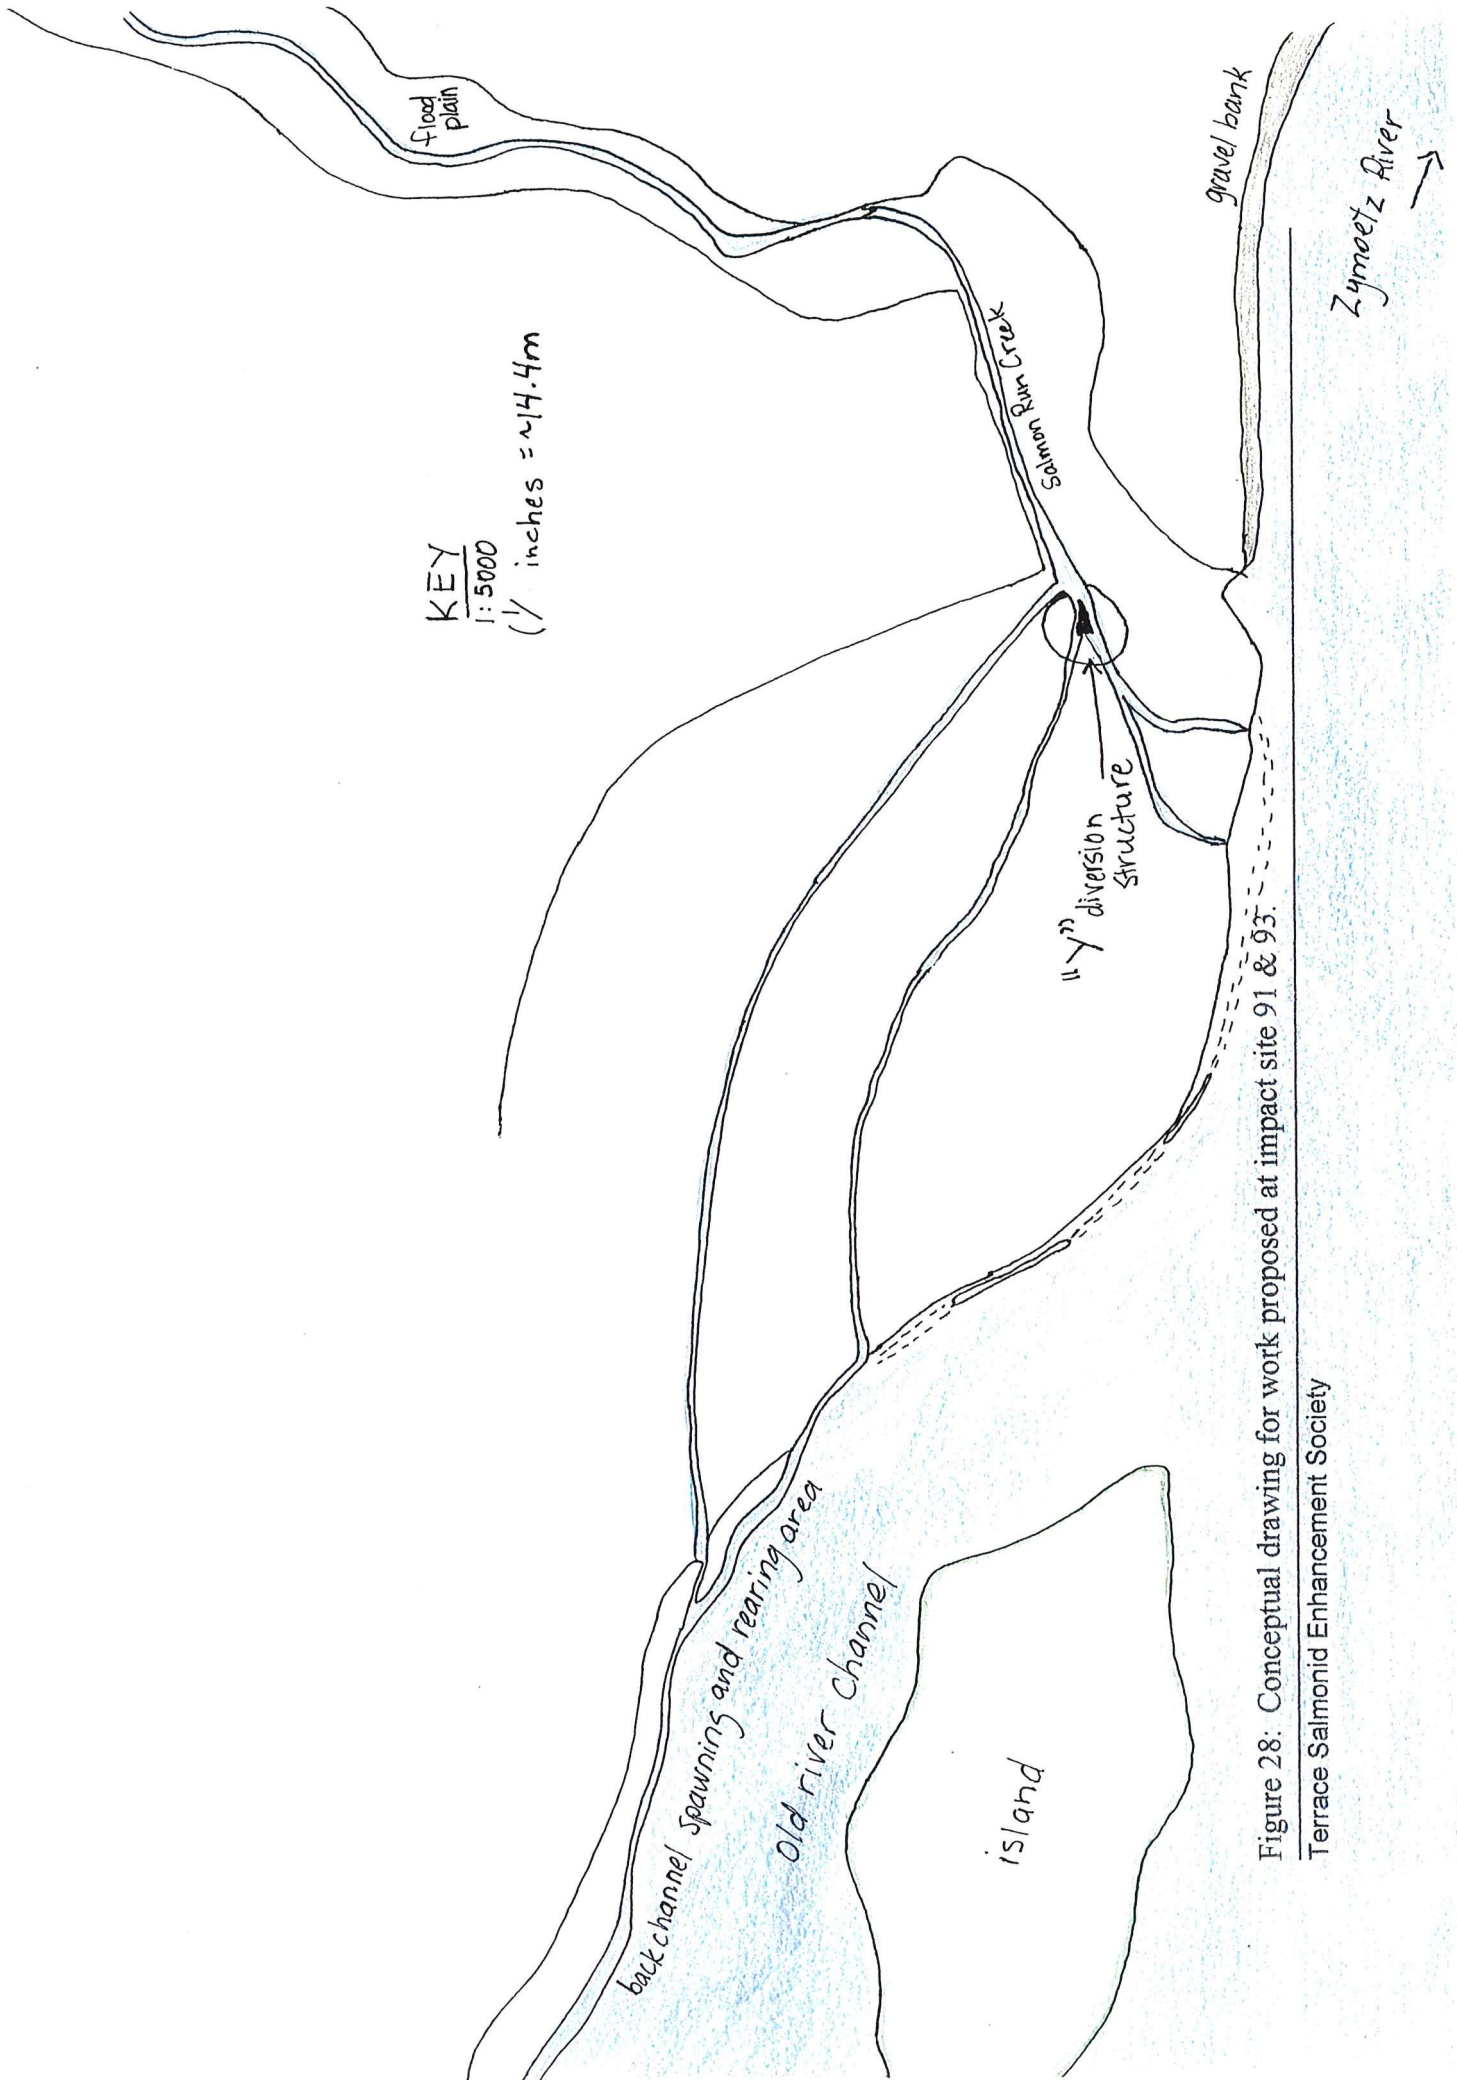 KEY
1:5000
inches = ~14.4m
flood
plain
Salmon Run Creek
gravel bank
Zymoetz River
"Y" diversion
structure
backchannel spawning and rearing area
Old river channel
island
Figure 28: Conceptual drawing for work proposed at impact site 91 & 93.
Terrace Salmonid Enhancement Society